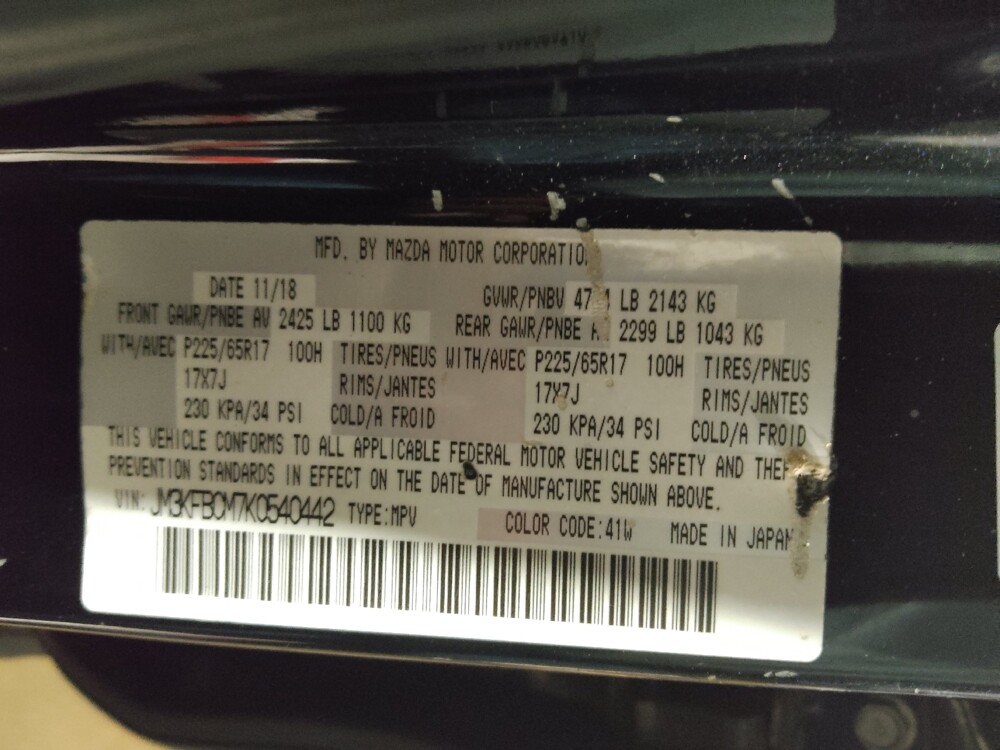 MFD. BY MAZDA MOTOR CORPORATION
DATE 11/18 GVWR/PNBV LB 2143 KG
FRONT GAWR/PNBE AV 2425 LB 1100 KG REAR GAWR/PNBE 2299 LB 1043 KG
WITH/AVEC P225/65R17 100H TIRES/PNEUS WITH/AVEC P225/65R17 100H TIRES/PNEUS
17X7J RIMS/JANTES 17X7J RIMS/JANTES
230 KPA/34 PSI COLD/A FROID 230 KPA/34 PSI COLD/A FROID
THIS VEHICLE CONFORMS TO ALL APPLICABLE FEDERAL MOTOR VEHICLE SAFETY AND THEFT
PREVENTION STANDARDS IN EFFECT ON THE DATE OF MANUFACTURE SHOWN ABOVE.
VIN: JM3KFBCM7K0540442 TYPE:MPV COLOR CODE:41W MADE IN JAPAN